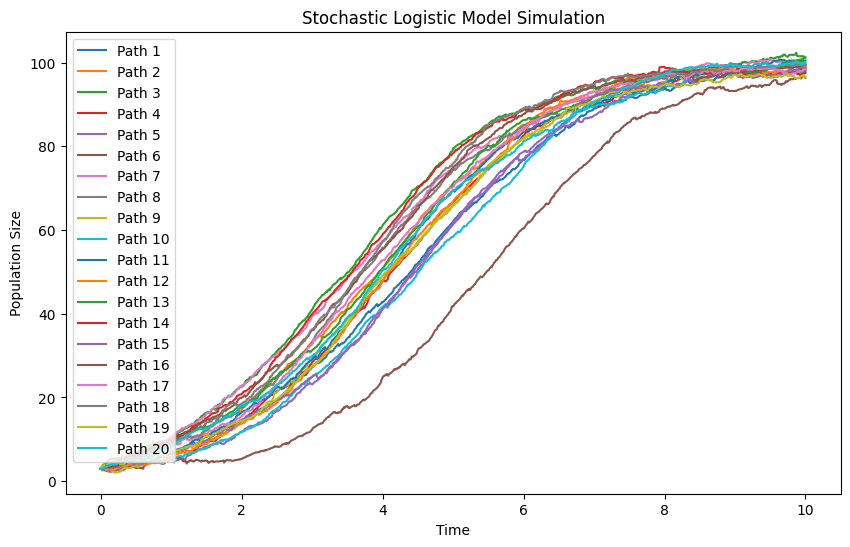 Stochastic Logistic Model Simulation
Path 1
Path 2
Path 3
Path 4
Path 5
Path 6
Path 7
Path 8
Path 9
Path 10
Path 11
Path 12
Path 13
Path 14
Path 15
Path 16
Path 17
Path 18
Path 19
Path 20
100
80
60
40
20
0
Population Size
0
2
4
6
8
10
Time